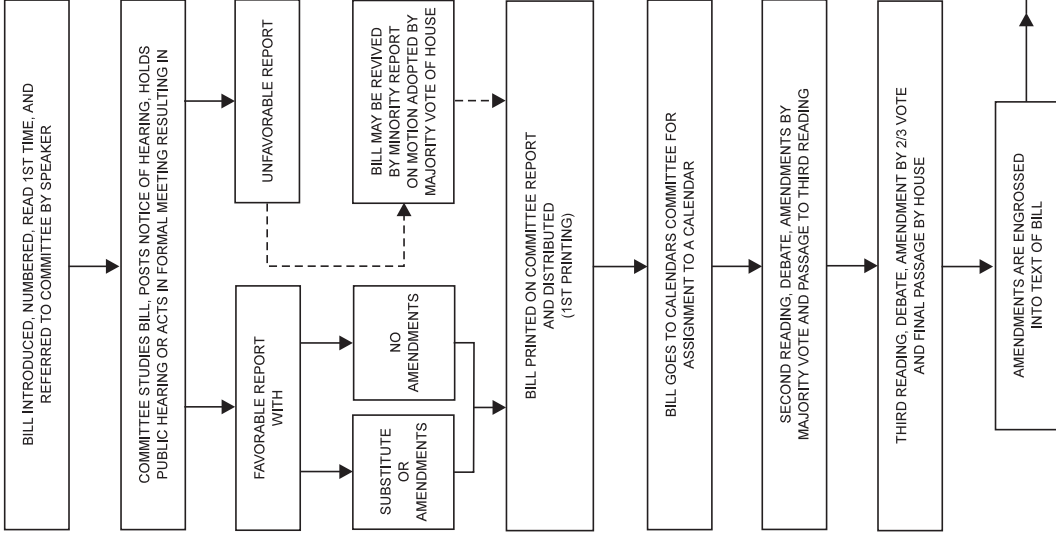 BILL INTRODUCED, NUMBERED, READ 1ST TIME, AND
REFERRED TO COMMITTEE BY SPEAKER
COMMITTEE STUDIES BILL, POSTS NOTICE OF HEARING, HOLDS
PUBLIC HEARING OR ACTS IN FORMAL MEETING RESULTING IN
FAVORABLE REPORT
WITH
UNFAVORABLE REPORT
SUBSTITUTE
OR
AMENDMENTS
NO
AMENDMENTS
BILL MAY BE REVIVED
BY MINORITY REPORT
ON MOTION ADOPTED BY
MAJORITY VOTE OF HOUSE
BILL PRINTED ON COMMITTEE REPORT
AND DISTRIBUTED
(1ST PRINTING)
BILL GOES TO CALENDARS COMMITTEE FOR
ASSIGNMENT TO A CALENDAR
SECOND READING, DEBATE, AMENDMENTS BY
MAJORITY VOTE AND PASSAGE TO THIRD READING
THIRD READING, DEBATE, AMENDMENT BY 2/3 VOTE
AND FINAL PASSAGE BY HOUSE
AMENDMENTS ARE ENGROSSED
INTO TEXT OF BILL